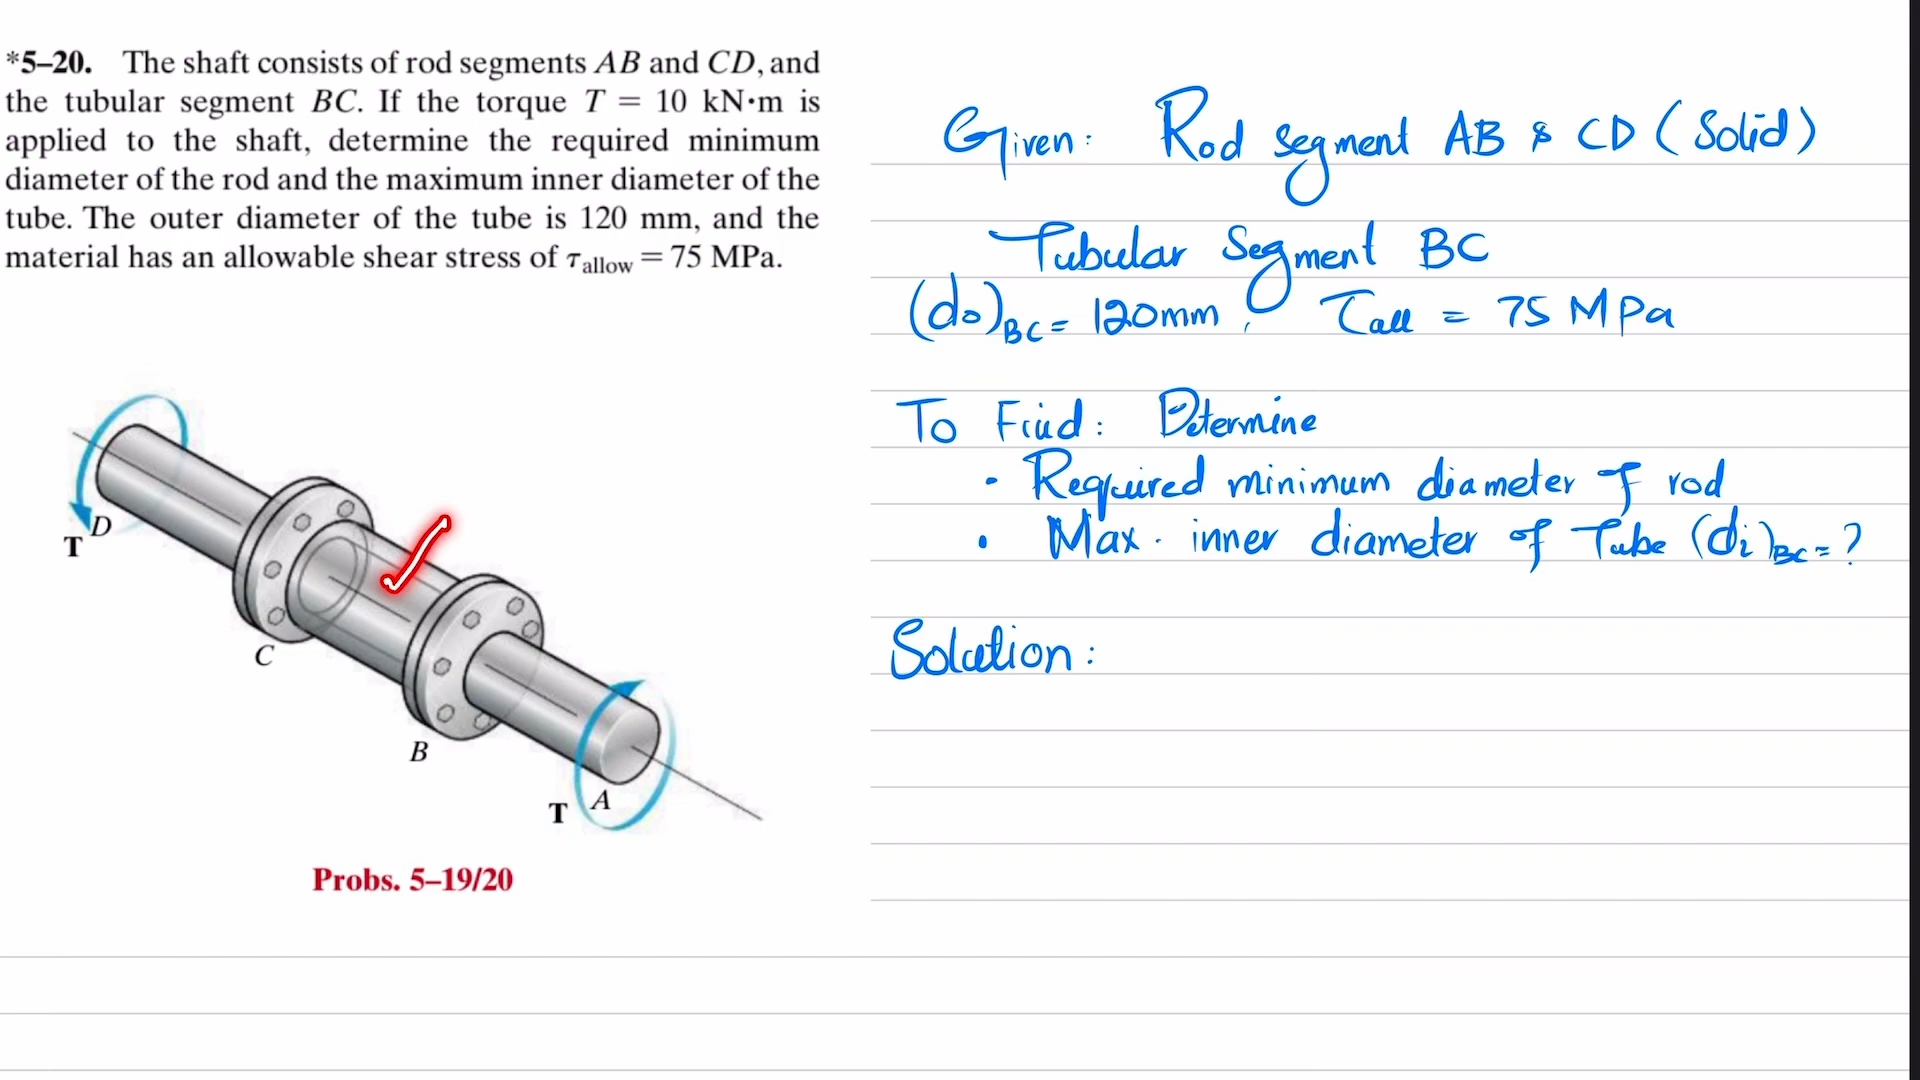 *5–20. The shaft consists of rod segments AB and CD, and
the tubular segment BC. If the torque T = 10 kN·m is
applied to the shaft, determine the required minimum
diameter of the rod and the maximum inner diameter of the
tube. The outer diameter of the tube is 120 mm, and the
material has an allowable shear stress of τallow = 75 MPa.
D
T
C
B
A
T
Probs. 5–19/20
Given: Rod segment AB & CD (Solid)
Tubular Segment BC
(do)BC = 120mm, τall = 75 MPa
To Find: Determine
• Required minimum diameter of rod
• Max. inner diameter of Tube (di)BC = ?
Solution: